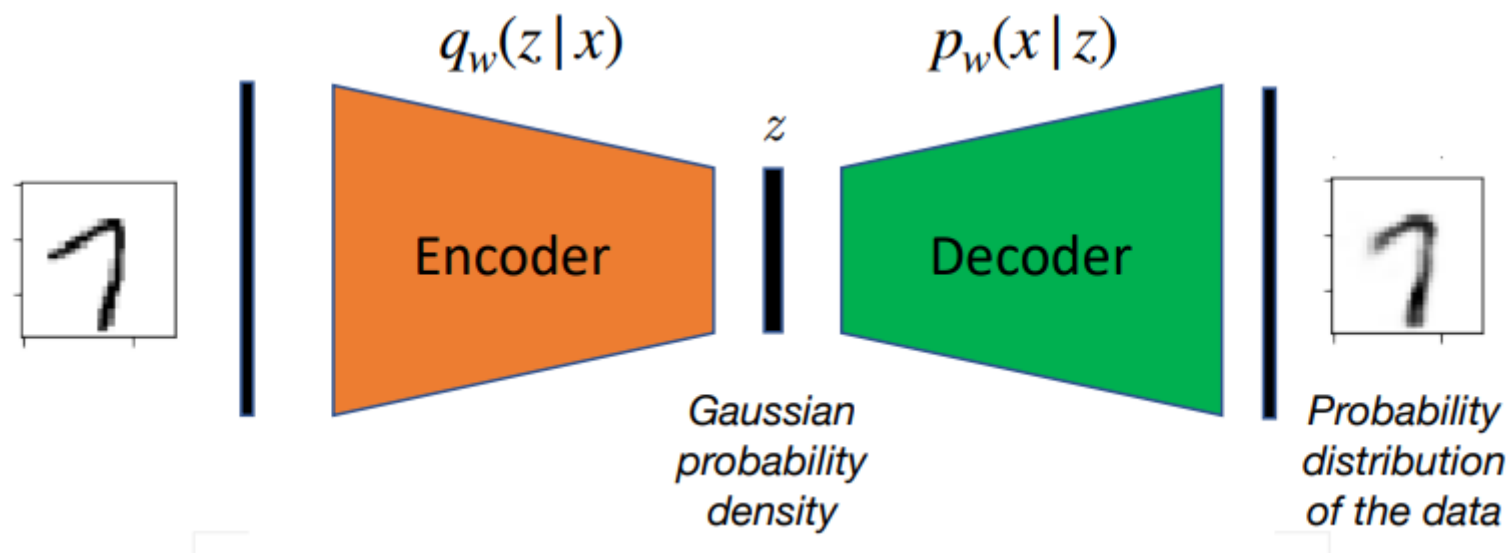 q_w(z|x)
p_w(x|z)
z
Encoder
Decoder
Gaussian
probability
density
Probability
distribution
of the data